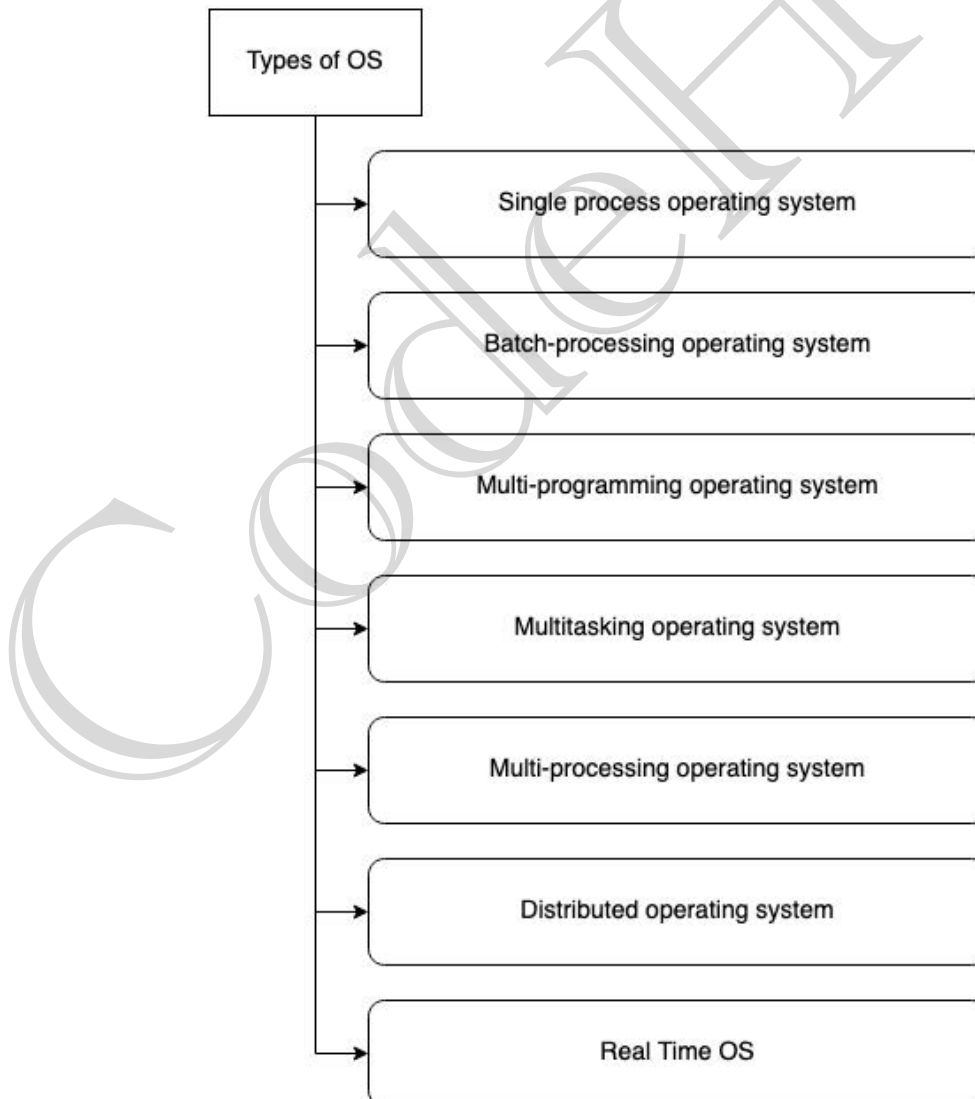 Types of OS
Single process operating system
Batch-processing operating system
Multi-programming operating system
Multitasking operating system
Multi-processing operating system
Distributed operating system
Real Time OS
CodeH